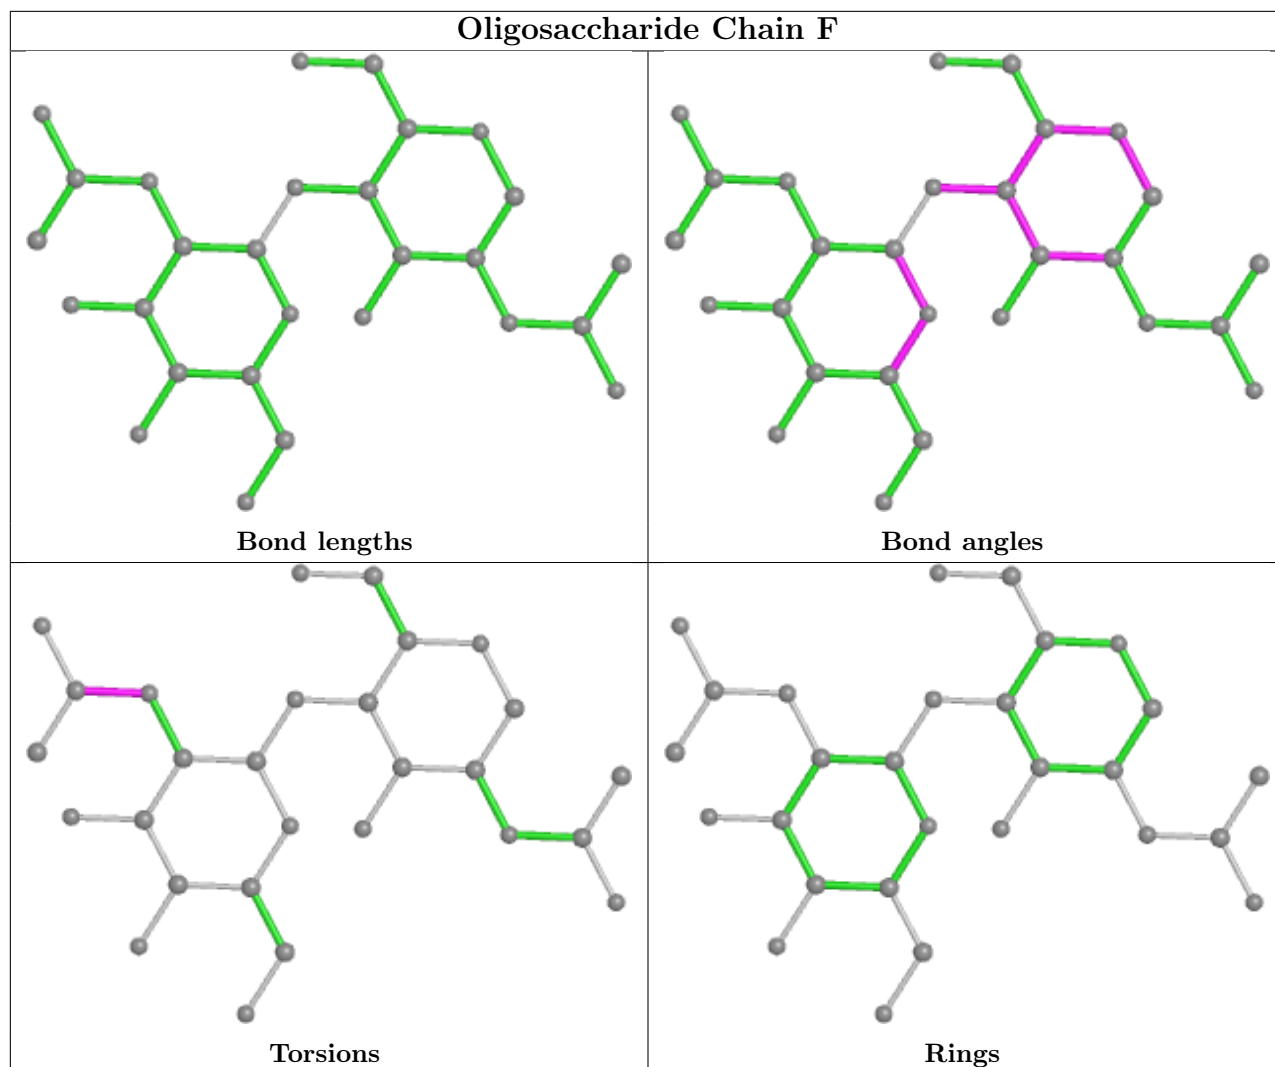 Oligosaccharide Chain F
Bond lengths
Bond angles
Torsions
Rings